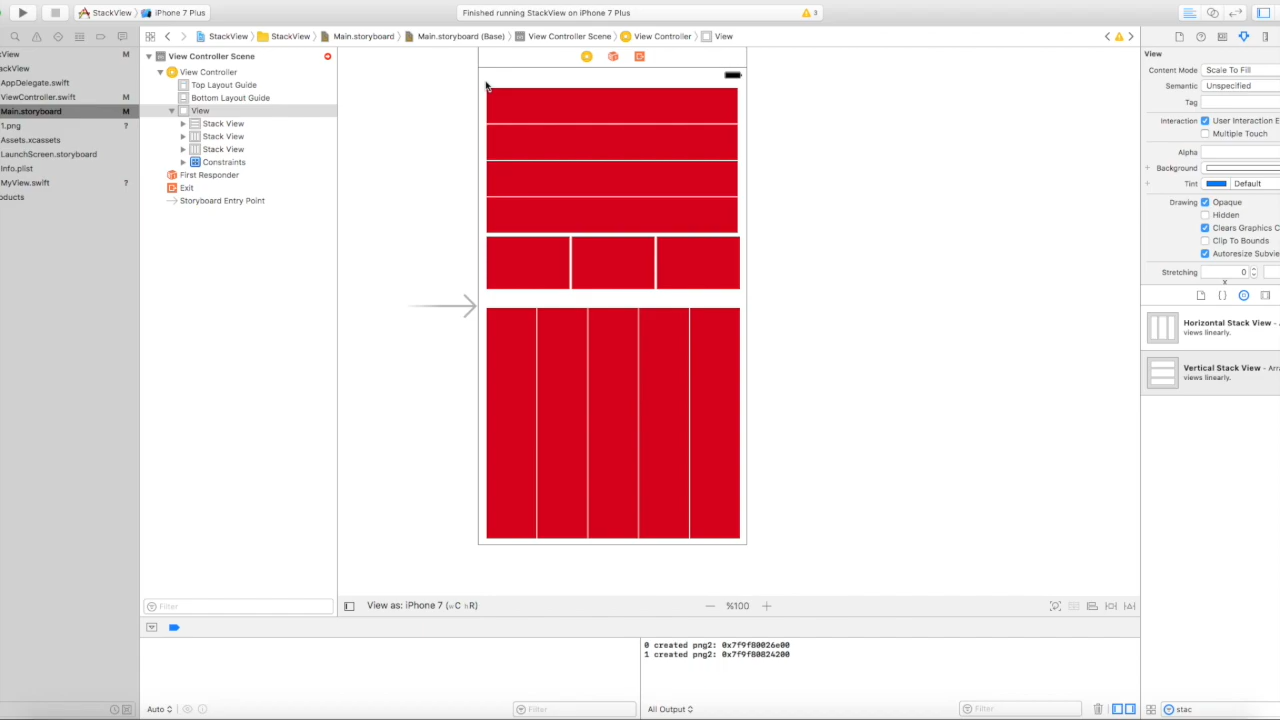 StackView › iPhone 7 Plus
Finished running StackView on iPhone 7 Plus
3
StackView › StackView › Main.storyboard › Main.storyboard (Base) › View Controller Scene › View Controller › View
View M
ackView
AppDelegate.swift
ViewController.swift M
Main.storyboard M
1.png ?
Assets.xcassets
LaunchScreen.storyboard
Info.plist
MyView.swift ?
oducts
View Controller Scene
View Controller
Top Layout Guide
Bottom Layout Guide
View
Stack View
Stack View
Stack View
Constraints
First Responder
Exit
Storyboard Entry Point
Filter
View as: iPhone 7 (wC hR)
%100
View
Content Mode Scale To Fill
Semantic Unspecified
Tag
Interaction User Interaction E
Multiple Touch
Alpha
Background
Tint Default
Drawing Opaque
Hidden
Clears Graphics C
Clip To Bounds
Autoresize Subvie
Stretching 0
X
Horizontal Stack View - A
views linearly.
Vertical Stack View - Arra
views linearly.
0 created png2: 0x7f9f80026e00
1 created png2: 0x7f9f80824200
Auto
Filter
All Output
Filter
stac